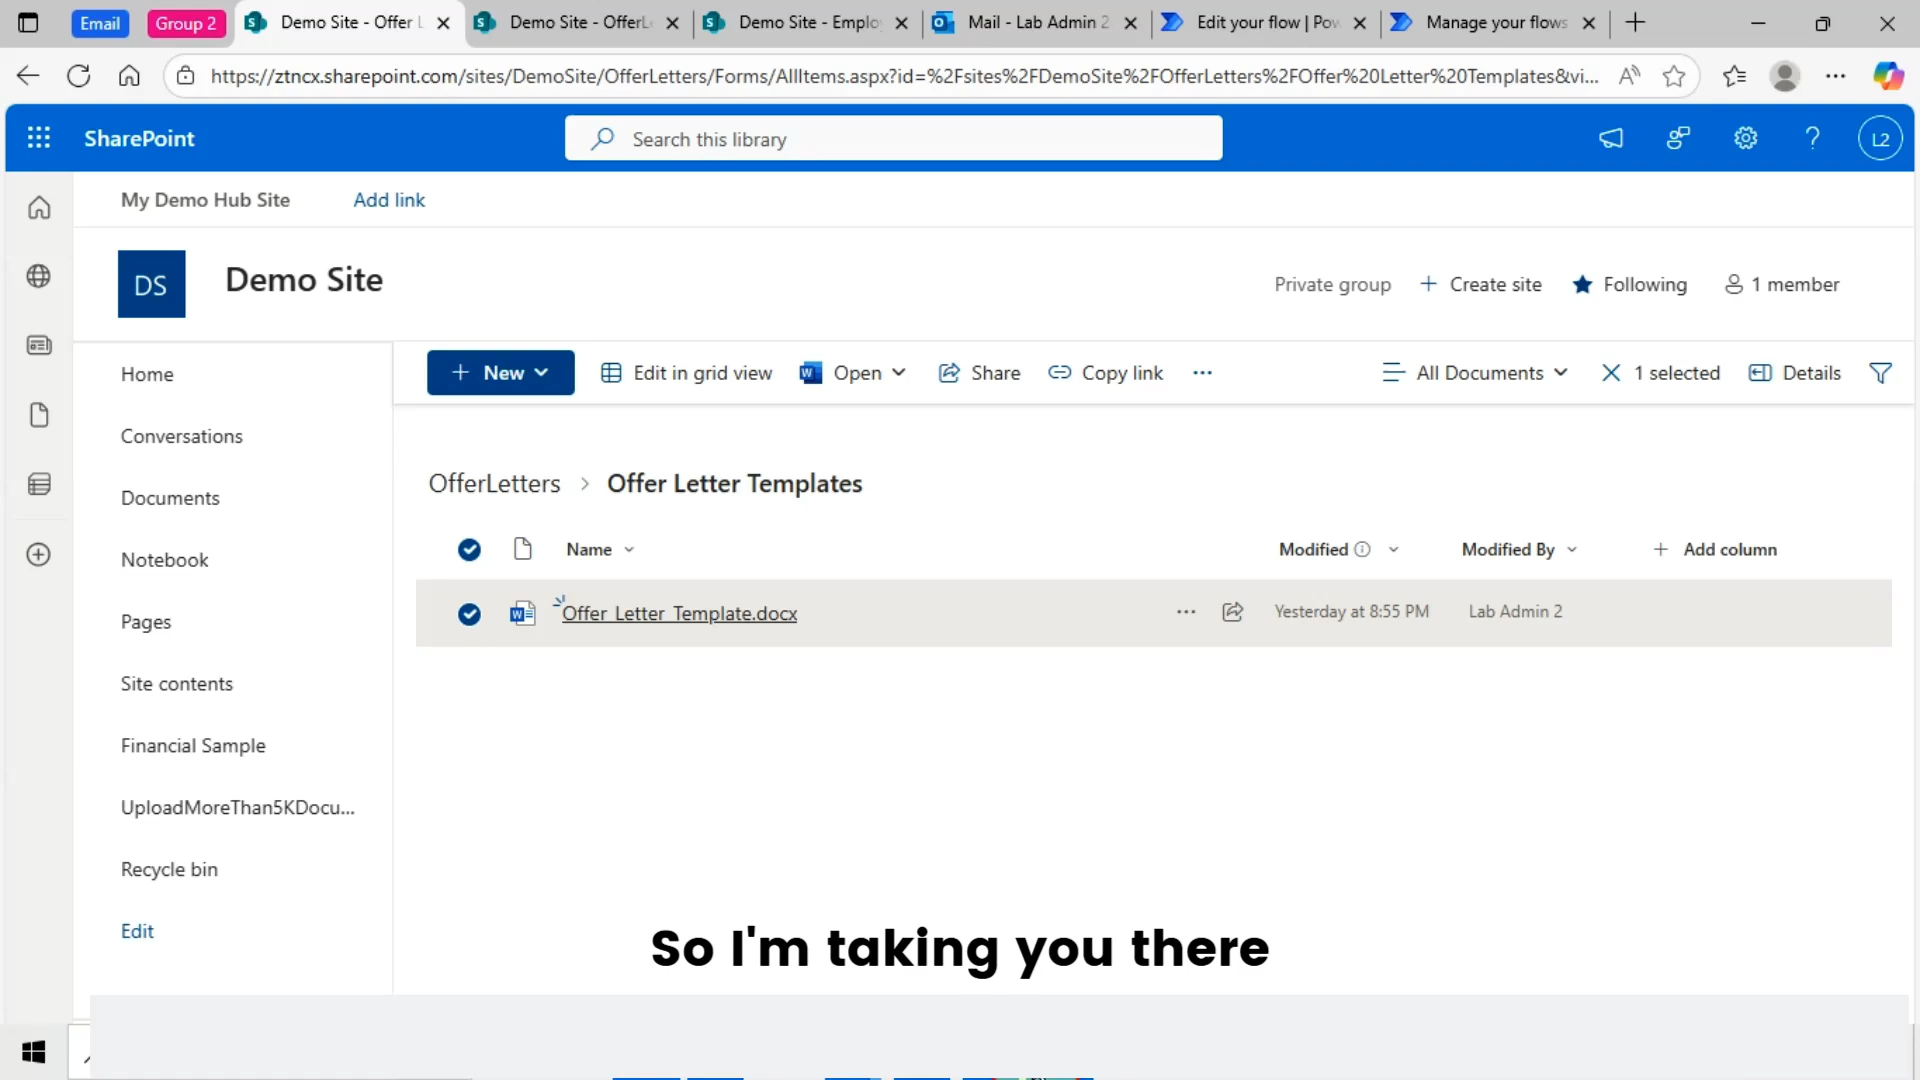 Email
Group 2
Demo Site - Offer L
Demo Site - OfferLe
Demo Site - Emplo
Mail - Lab Admin 2
Edit your flow | Pow
Manage your flows
https://ztncx.sharepoint.com/sites/DemoSite/OfferLetters/Forms/AllItems.aspx?id=%2Fsites%2FDemoSite%2FOfferLetters%2FOffer%20Letter%20Templates&vi...
SharePoint
Search this library
L2
My Demo Hub Site
Add link
DS
Demo Site
Private group
Create site
Following
1 member
Home
Conversations
Documents
Notebook
Pages
Site contents
Financial Sample
UploadMoreThan5KDocu...
Recycle bin
Edit
New
Edit in grid view
Open
Share
Copy link
All Documents
1 selected
Details
OfferLetters > Offer Letter Templates
Name
Modified
Modified By
Add column
Offer_Letter_Template.docx
Yesterday at 8:55 PM
Lab Admin 2
So I'm taking you there